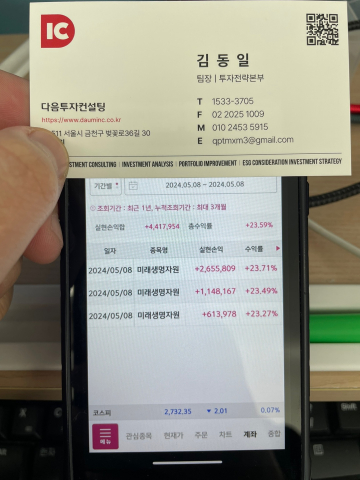 DIC
김 동 일
팀장 | 투자전략본부
다음투자컨설팅
https://www.dauminc.co.kr
T 1533-3705
F 02 2025 1009
M 010 2453 5915
E qptmxm3@gmail.com
511 서울시 금천구 벚꽃로36길 30
INVESTMENT CONSULTING | INVESTMENT ANALYSIS | PORTFOLIO IMPROVEMENT | ESG CONSIDERATION INVESTMENT STRATEGY
기간별 2024.05.08 ~ 2024.05.08
조회기간 : 최근 1년, 누적조회기간 : 최대 3개월
실현손익합 +4,417,954 총수익률 +23.59%
일자 종목명 실현손익 수익률
2024/05/08 미래생명자원 +2,655,809 +23.71%
2024/05/08 미래생명자원 +1,148,167 +23.49%
2024/05/08 미래생명자원 +613,978 +23.27%
코스피 2,732.35 ▼ 2.01 0.07%
메뉴 관심종목 현재가 주문 차트 계좌 종합